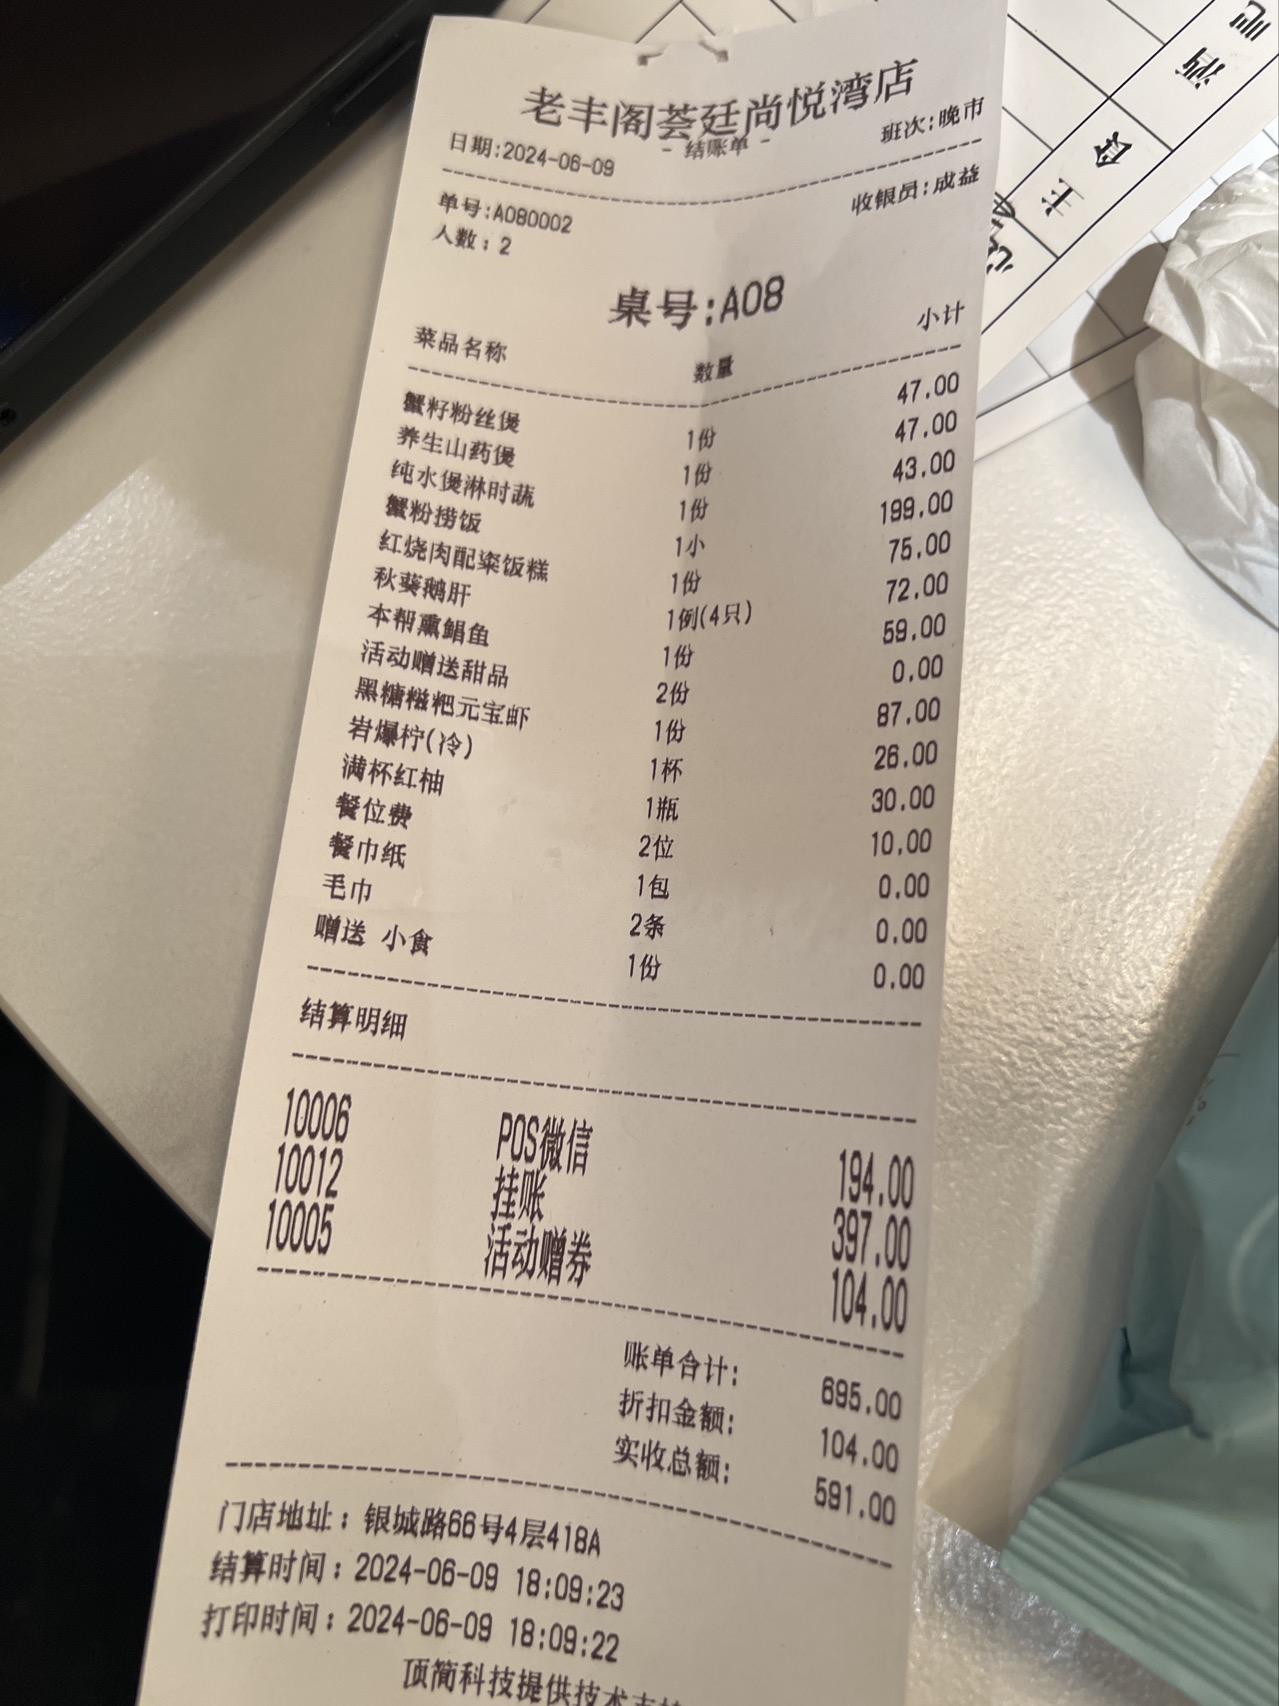 老丰阁荟廷尚悦湾店
- 结账单 -
日期:2024-06-09 班次:晚市
单号:A080002 收银员:成益
人数: 2
桌号:A08
菜品名称 数量 小计
蟹籽粉丝煲 1份 47.00
养生山药煲 1份 47.00
纯水煲淋时蔬 1份 43.00
蟹粉捞饭 1小 199.00
红烧肉配粢饭糕 1份 75.00
秋葵鹅肝 1例(4只) 72.00
本帮熏鲳鱼 1份 59.00
活动赠送甜品 2份 0.00
黑糖糍粑元宝虾 1份 87.00
岩爆柠(冷) 1杯 26.00
满杯红柚 1瓶 30.00
餐位费 2位 10.00
餐巾纸 1包 0.00
毛巾 2条 0.00
赠送 小食 1份 0.00
结算明细
10006 POS微信 194.00
10012 挂账 397.00
10005 活动赠券 104.00
账单合计: 695.00
折扣金额: 104.00
实收总额: 591.00
门店地址: 银城路66号4层418A
结算时间: 2024-06-09 18:09:23
打印时间: 2024-06-09 18:09:22
顶简科技提供技术支持
酒吧
主食